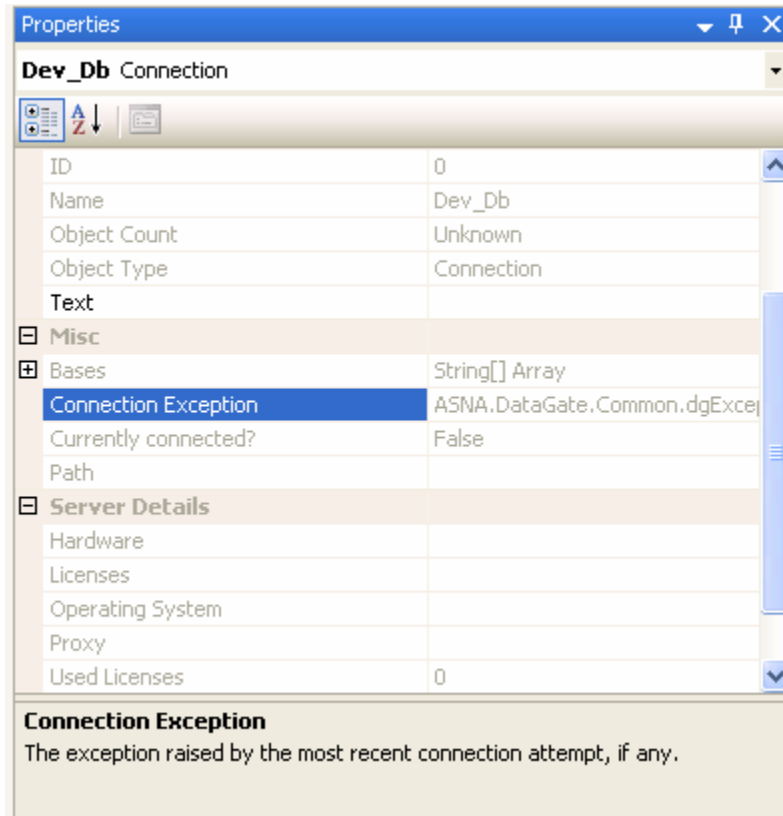 Properties
Dev_Db Connection
ID 0
Name Dev_Db
Object Count Unknown
Object Type Connection
Text
Misc
Bases String[] Array
Connection Exception ASNA.DataGate.Common.dgExcep
Currently connected? False
Path
Server Details
Hardware
Licenses
Operating System
Proxy
Used Licenses 0
Connection Exception
The exception raised by the most recent connection attempt, if any.